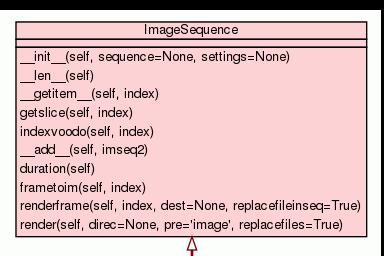 ImageSequence
__init__(self, sequence=None, settings=None)
__len__(self)
__getitem__(self, index)
getslice(self, index)
indexvoodo(self, index)
__add__(self, imseq2)
duration(self)
frametoim(self, index)
renderframe(self, index, dest=None, replacefileinseq=True)
render(self, direc=None, pre='image', replacefiles=True)